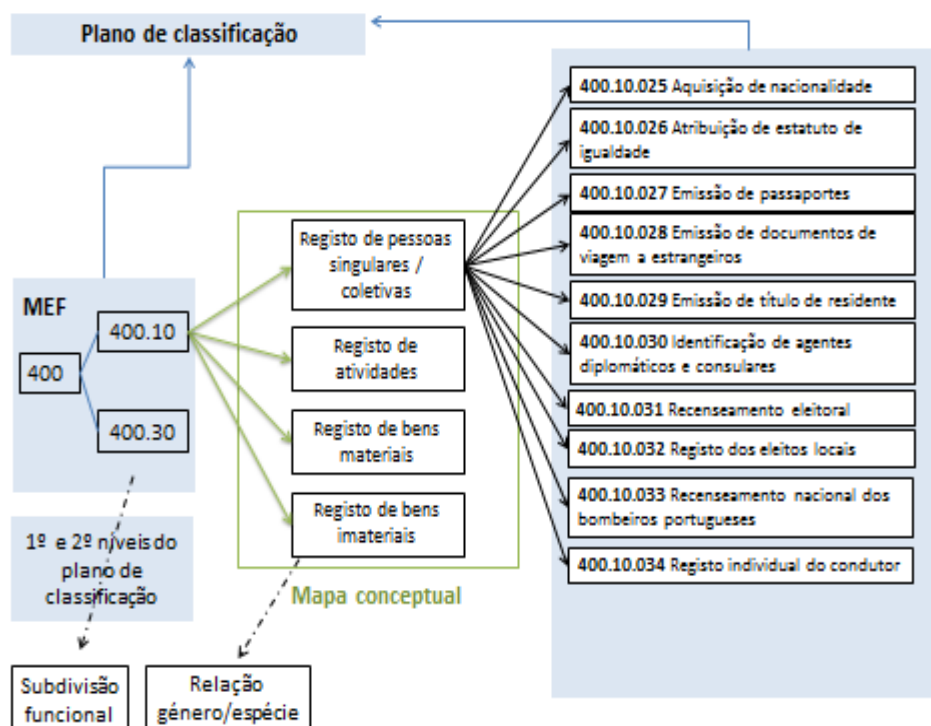 Plano de classificação
MEF
400
400.10
400.30
1º e 2º níveis do
plano de
classificação
Subdivisão
funcional
Relação
género/espécie
Registo de pessoas
singulares /
coletivas
Registo de
atividades
Registo de bens
materiais
Registo de bens
imateriais
Mapa conceptual
400.10.025 Aquisição de nacionalidade
400.10.026 Atribuição de estatuto de
igualdade
400.10.027 Emissão de passaportes
400.10.028 Emissão de documentos de
viagem a estrangeiros
400.10.029 Emissão de título de residente
400.10.030 Identificação de agentes
diplomáticos e consulares
400.10.031 Recenseamento eleitoral
400.10.032 Registo dos eleitos locais
400.10.033 Recenseamento nacional dos
bombeiros portugueses
400.10.034 Registo individual do condutor